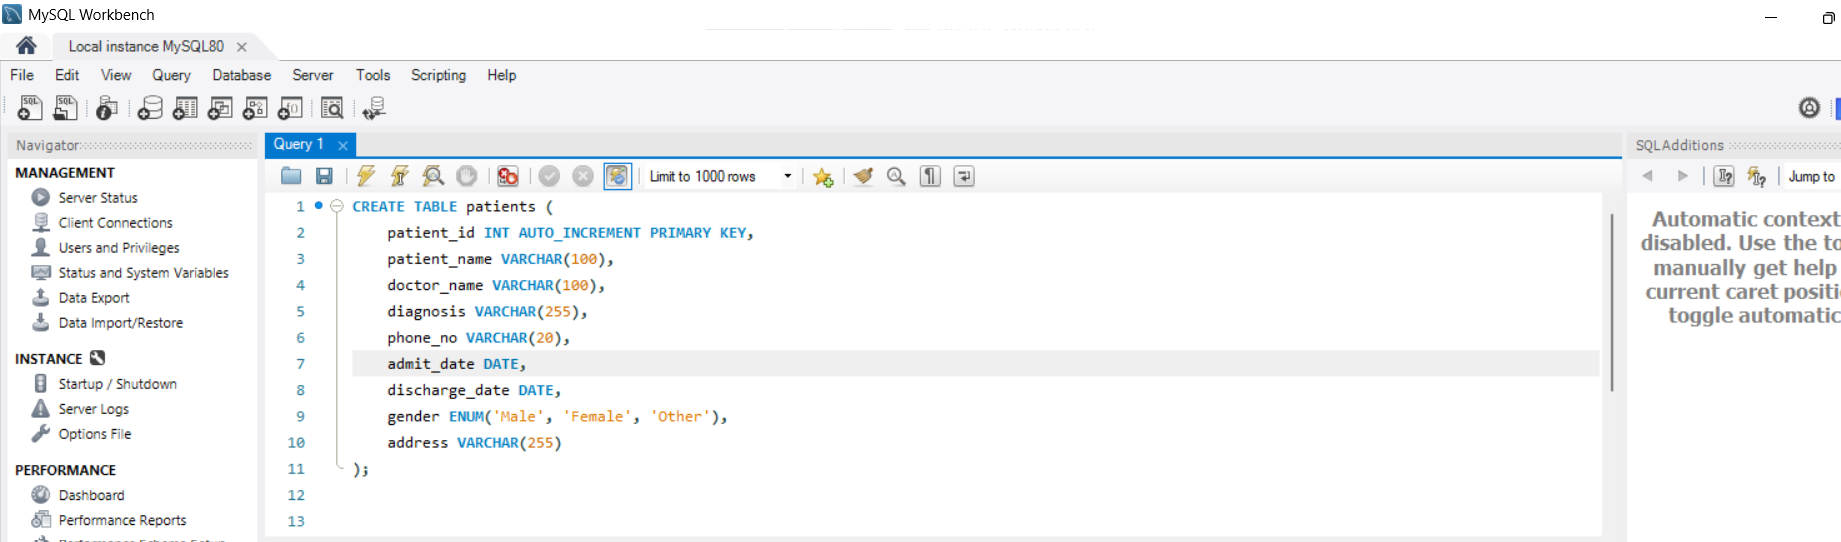 MySQL Workbench
Local instance MySQL80
File Edit View Query Database Server Tools Scripting Help
Navigator
MANAGEMENT
Server Status
Client Connections
Users and Privileges
Status and System Variables
Data Export
Data Import/Restore
INSTANCE
Startup / Shutdown
Server Logs
Options File
PERFORMANCE
Dashboard
Performance Reports
Query 1
Limit to 1000 rows
1 CREATE TABLE patients (
2 patient_id INT AUTO_INCREMENT PRIMARY KEY,
3 patient_name VARCHAR(100),
4 doctor_name VARCHAR(100),
5 diagnosis VARCHAR(255),
6 phone_no VARCHAR(20),
7 admit_date DATE,
8 discharge_date DATE,
9 gender ENUM('Male', 'Female', 'Other'),
10 address VARCHAR(255)
11 );
12
13
SQLAdditions
Jump to
Automatic context
disabled. Use the
manually get help
current caret
toggle automatic